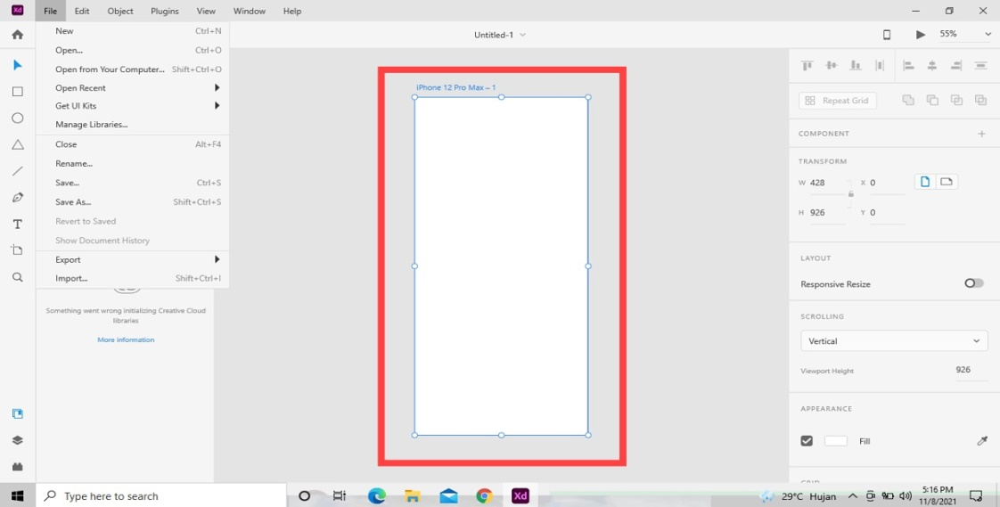 Xd File Edit Object Plugins View Window Help
Untitled-1
55%
New Ctrl+N
Open... Ctrl+O
Open from Your Computer... Shift+Ctrl+O
Open Recent
Get UI Kits
Manage Libraries...
Close Alt+F4
Rename...
Save... Ctrl+S
Save As... Shift+Ctrl+S
Revert to Saved
Show Document History
Export
Import... Shift+Ctrl+I
T
Something went wrong initializing Creative Cloud
libraries
More information
iPhone 12 Pro Max – 1
Repeat Grid
COMPONENT
TRANSFORM
W 428 X 0
H 926 Y 0
LAYOUT
Responsive Resize
SCROLLING
Vertical
Viewport Height 926
APPEARANCE
Fill
Type here to search
Xd
29°C Hujan
5:16 PM
11/8/2021